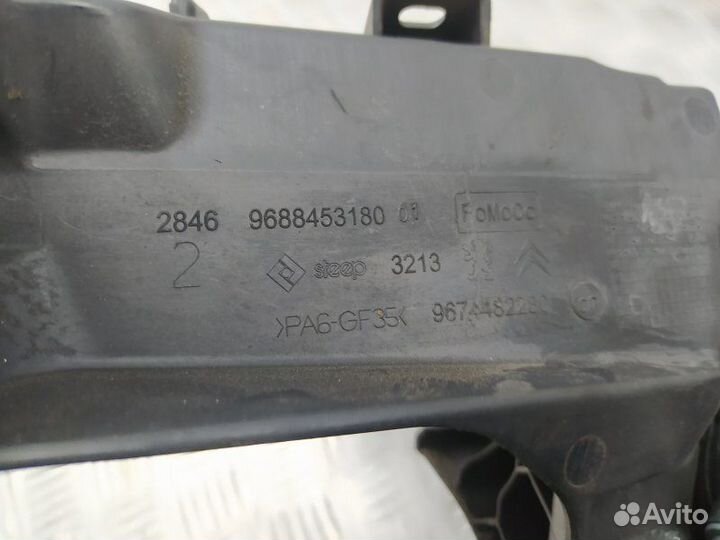 2846 9688453180 01 FoMoCo
2 steep 3213
>PA6-GF35<
Avito